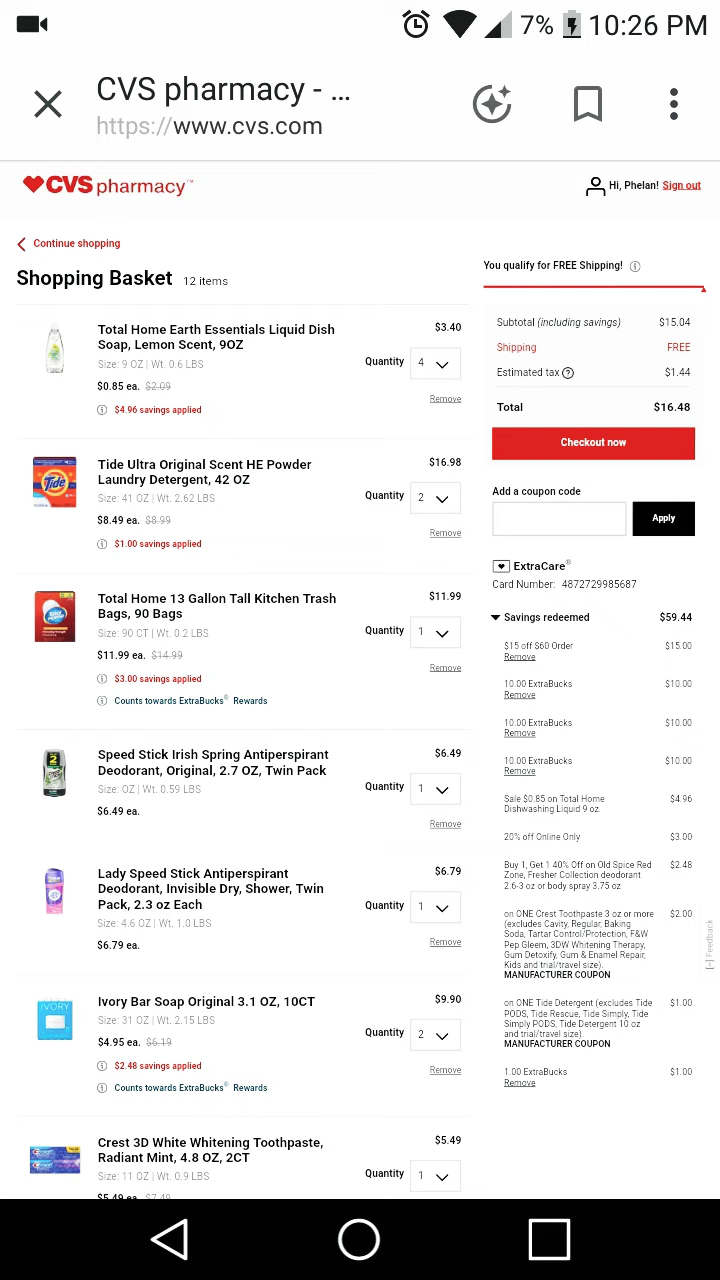 7% 10:26 PM
CVS pharmacy - ...
https://www.cvs.com
CVS pharmacy™
Hi, Phelan! Sign out
Continue shopping
Shopping Basket 12 items
Total Home Earth Essentials Liquid Dish
Soap, Lemon Scent, 9OZ
Size: 9 OZ | Wt. 0.6 LBS
$0.85 ea. $2.09
$4.96 savings applied
$3.40
Quantity 4
Remove
Tide Ultra Original Scent HE Powder
Laundry Detergent, 42 OZ
Size: 41 OZ | Wt. 2.62 LBS
$8.49 ea. $8.99
$1.00 savings applied
$16.98
Quantity 2
Remove
Tide
Total Home 13 Gallon Tall Kitchen Trash
Bags, 90 Bags
Size: 90 CT | Wt. 0.2 LBS
$11.99 ea. $14.99
$3.00 savings applied
Counts towards ExtraBucks® Rewards
$11.99
Quantity 1
Remove
Speed Stick Irish Spring Antiperspirant
Deodorant, Original, 2.7 OZ, Twin Pack
Size: OZ | Wt. 0.59 LBS
$6.49 ea.
$6.49
Quantity 1
Remove
Lady Speed Stick Antiperspirant
Deodorant, Invisible Dry, Shower, Twin
Pack, 2.3 oz Each
Size: 4.6 OZ | Wt. 1.0 LBS
$6.79 ea.
$6.79
Quantity 1
Remove
IVORY
Ivory Bar Soap Original 3.1 OZ, 10CT
Size: 31 OZ | Wt. 2.15 LBS
$4.95 ea. $6.19
$2.48 savings applied
Counts towards ExtraBucks® Rewards
$9.90
Quantity 2
Remove
Crest 3D White Whitening Toothpaste,
Radiant Mint, 4.8 OZ, 2CT
Size: 11 OZ | Wt. 0.9 LBS
$5.49 ea. $7.49
$5.49
Quantity 1
You qualify for FREE Shipping!
Subtotal (including savings) $15.04
Shipping FREE
Estimated tax $1.44
Total $16.48
Checkout now
Add a coupon code
Apply
ExtraCare®
Card Number: 4872729985687
Savings redeemed $59.44
$15 off $60 Order $15.00
Remove
10.00 ExtraBucks $10.00
Remove
10.00 ExtraBucks $10.00
Remove
10.00 ExtraBucks $10.00
Remove
Sale $0.85 on Total Home $4.96
Dishwashing Liquid 9 oz.
20% off Online Only $3.00
Buy 1, Get 1 40% Off on Old Spice Red $2.48
Zone, Fresher Collection deodorant
2.6-3 oz or body spray 3.75 oz
on ONE Crest Toothpaste 3 oz or more $2.00
(excludes Cavity, Regular, Baking
Soda, Tartar Control/Protection, F&W
Pep Gleem, 3DW Whitening Therapy,
Gum Detoxify, Gum & Enamel Repair,
Kids and trial/travel size).
MANUFACTURER COUPON
on ONE Tide Detergent (excludes Tide $1.00
PODS, Tide Rescue, Tide Simply, Tide
Simply PODS, Tide Detergent 10 oz
and trial/travel size).
MANUFACTURER COUPON
1.00 ExtraBucks $1.00
Remove
[-] Feedback